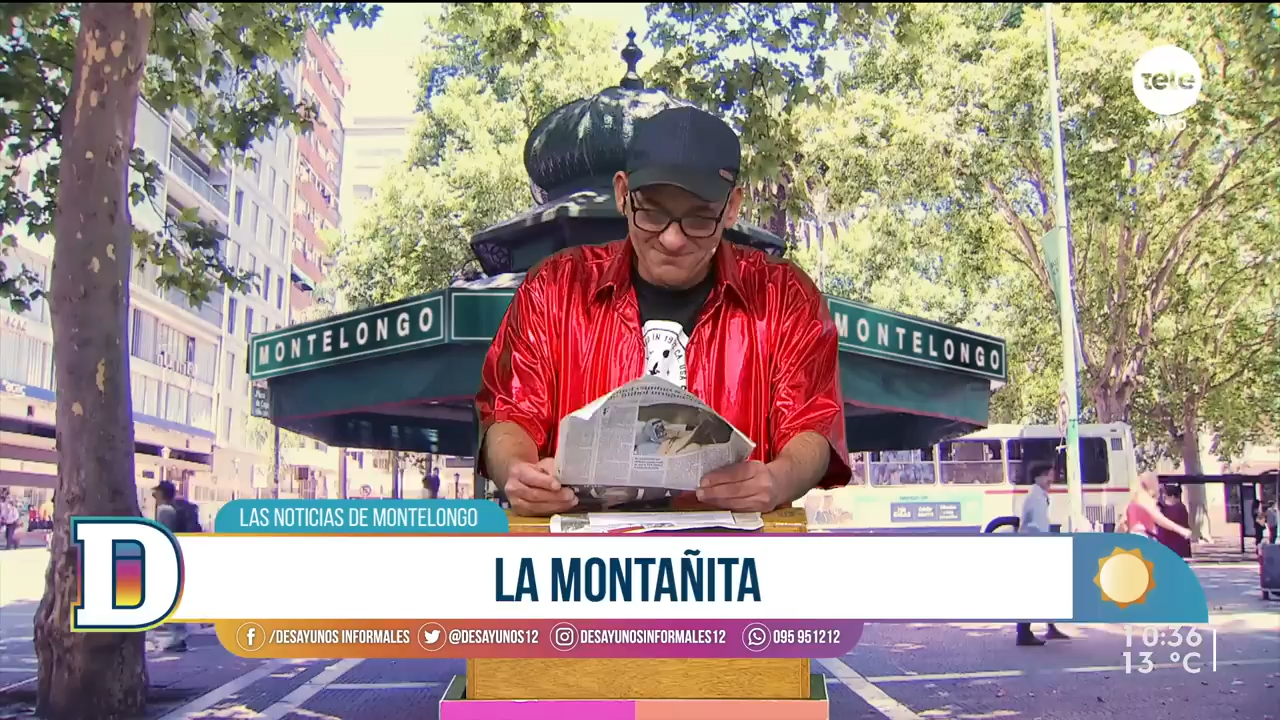 tele
MONTELONGO
MONTELONGO
LAS NOTICIAS DE MONTELONGO
D
LA MONTAÑITA
/DESAYUNOS INFORMALES
@DESAYUNOS12
DESAYUNOSINFORMALES12
095 951212
10:36
13 °C